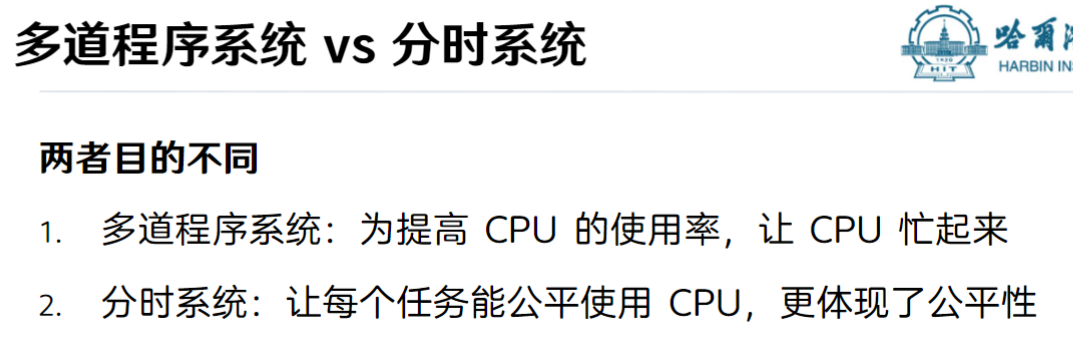 多道程序系统 vs 分时系统
哈爾
HARBIN IN
两者目的不同
1. 多道程序系统：为提高 CPU 的使用率，让 CPU 忙起来
2. 分时系统：让每个任务能公平使用 CPU，更体现了公平性